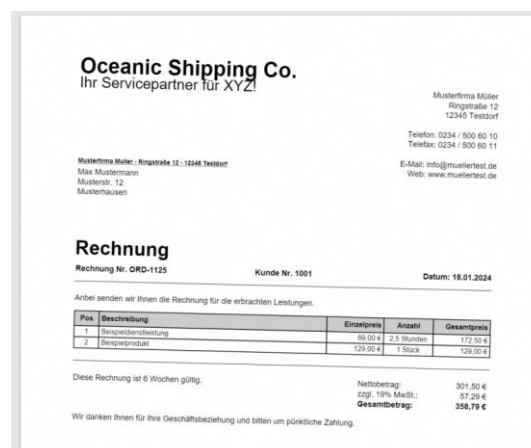 Oceanic Shipping Co.
Ihr Servicepartner für XYZ!
Musterfirma Müller
Ringstraße 12
12345 Testdorf
Telefon: 0234 / 500 60 10
Telefax: 0234 / 500 60 11
E-Mail: info@muellertest.de
Web: www.muellertest.de
Musterfirma Müller - Ringstraße 12 - 12345 Testdorf
Max Mustermann
Musterstr. 12
Musterhausen
Rechnung
Rechnung Nr. ORD-1125 Kunde Nr. 1001 Datum: 18.01.2024
Anbei senden wir Ihnen die Rechnung für die erbrachten Leistungen.
Pos Beschreibung Einzelpreis Anzahl Gesamtpreis
1 Beispieldienstleistung 69,00 € 2,5 Stunden 172,50 €
2 Beispielprodukt 129,00 € 1 Stück 129,00 €
Diese Rechnung ist 6 Wochen gültig.
Nettobetrag: 301,50 €
zzgl. 19% MwSt.: 57,29 €
Gesamtbetrag: 358,79 €
Wir danken Ihnen für Ihre Geschäftsbeziehung und bitten um pünktliche Zahlung.